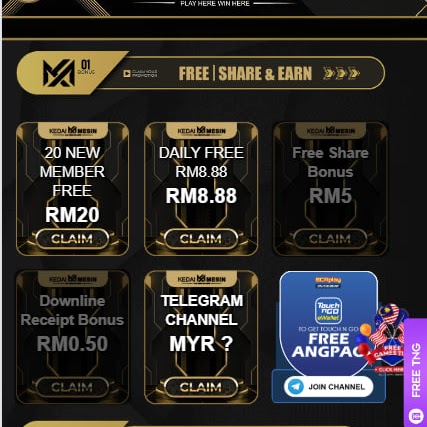 PLAY HERE WIN HERE
01
BONUS
CLAIM YOUR
PROMOTION
FREE | SHARE & EARN
KEDAI MESIN
20 NEW
MEMBER
FREE
RM20
CLAIM
KEDAI MESIN
DAILY FREE
RM8.88
RM8.88
CLAIM
KEDAI MESIN
Free Share
Bonus
RM5
CLAIM
KEDAI MESIN
Downline
Receipt Bonus
RM0.50
CLAIM
KEDAI MESIN
TELEGRAM
CHANNEL
MYR ?
CLAIM
Touch
'n GO
eWallet
TO GET TOUCH N GO
FREE
ANGPAO
JOIN CHANNEL
FREE
CLICK HERE
FREE TNG